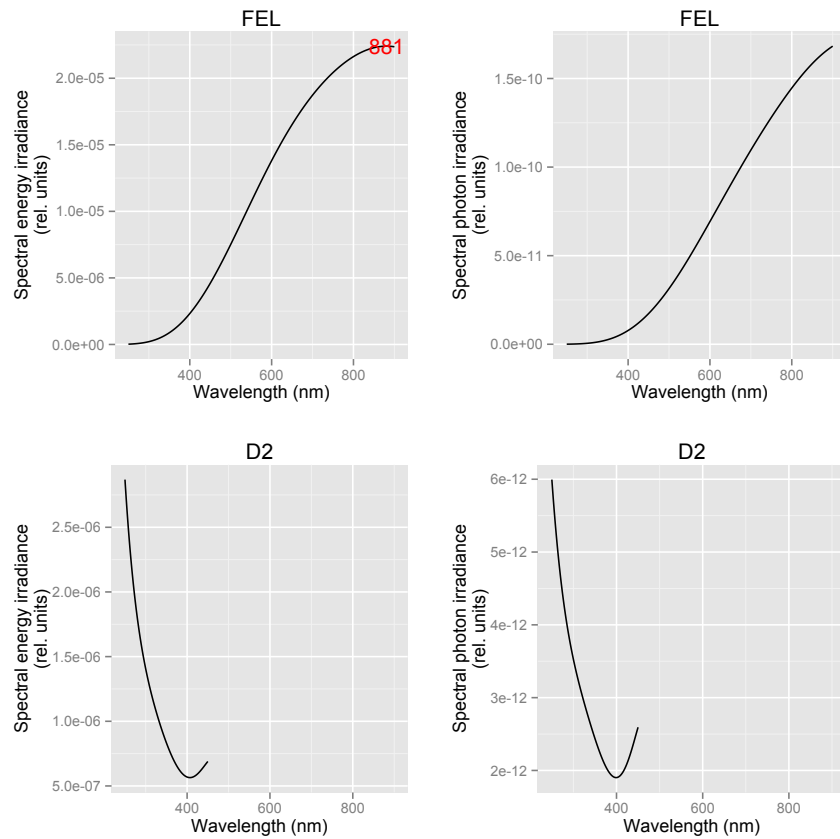 FEL
881
2.0e-05
1.5e-05
1.0e-05
5.0e-06
0.0e+00
Spectral energy irradiance
(rel. units)
400 600 800
Wavelength (nm)
FEL
1.5e-10
1.0e-10
5.0e-11
0.0e+00
Spectral photon irradiance
(rel. units)
400 600 800
Wavelength (nm)
D2
2.5e-06
2.0e-06
1.5e-06
1.0e-06
5.0e-07
Spectral energy irradiance
(rel. units)
400 600 800
Wavelength (nm)
D2
6e-12
5e-12
4e-12
3e-12
2e-12
Spectral photon irradiance
(rel. units)
400 600 800
Wavelength (nm)